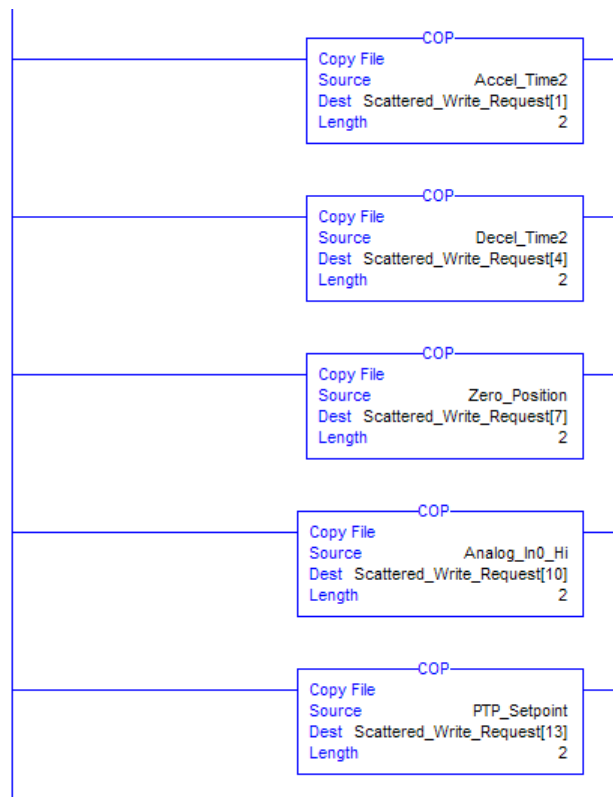 COP
Copy File
Source Accel_Time2
Dest Scattered_Write_Request[1]
Length 2
COP
Copy File
Source Decel_Time2
Dest Scattered_Write_Request[4]
Length 2
COP
Copy File
Source Zero_Position
Dest Scattered_Write_Request[7]
Length 2
COP
Copy File
Source Analog_In0_Hi
Dest Scattered_Write_Request[10]
Length 2
COP
Copy File
Source PTP_Setpoint
Dest Scattered_Write_Request[13]
Length 2